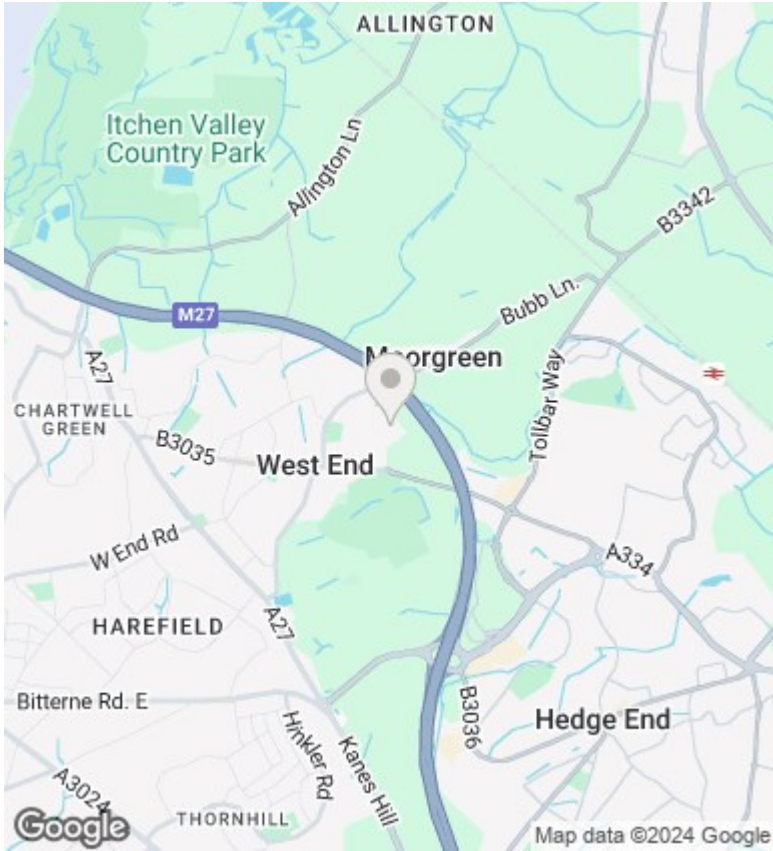 ALLINGTON
Itchen Valley
Country Park
Allington Ln
B3342
Bubb Ln.
M27
Moorgreen
A27
Tollbar Way
CHARTWELL
GREEN
B3035
West End
W End Rd
A334
HAREFIELD
A27
Bitterne Rd. E
B3036
Hedge End
Hinkler Rd
Kanes Hill
A3024
THORNHILL
Google
Map data ©2024 Google